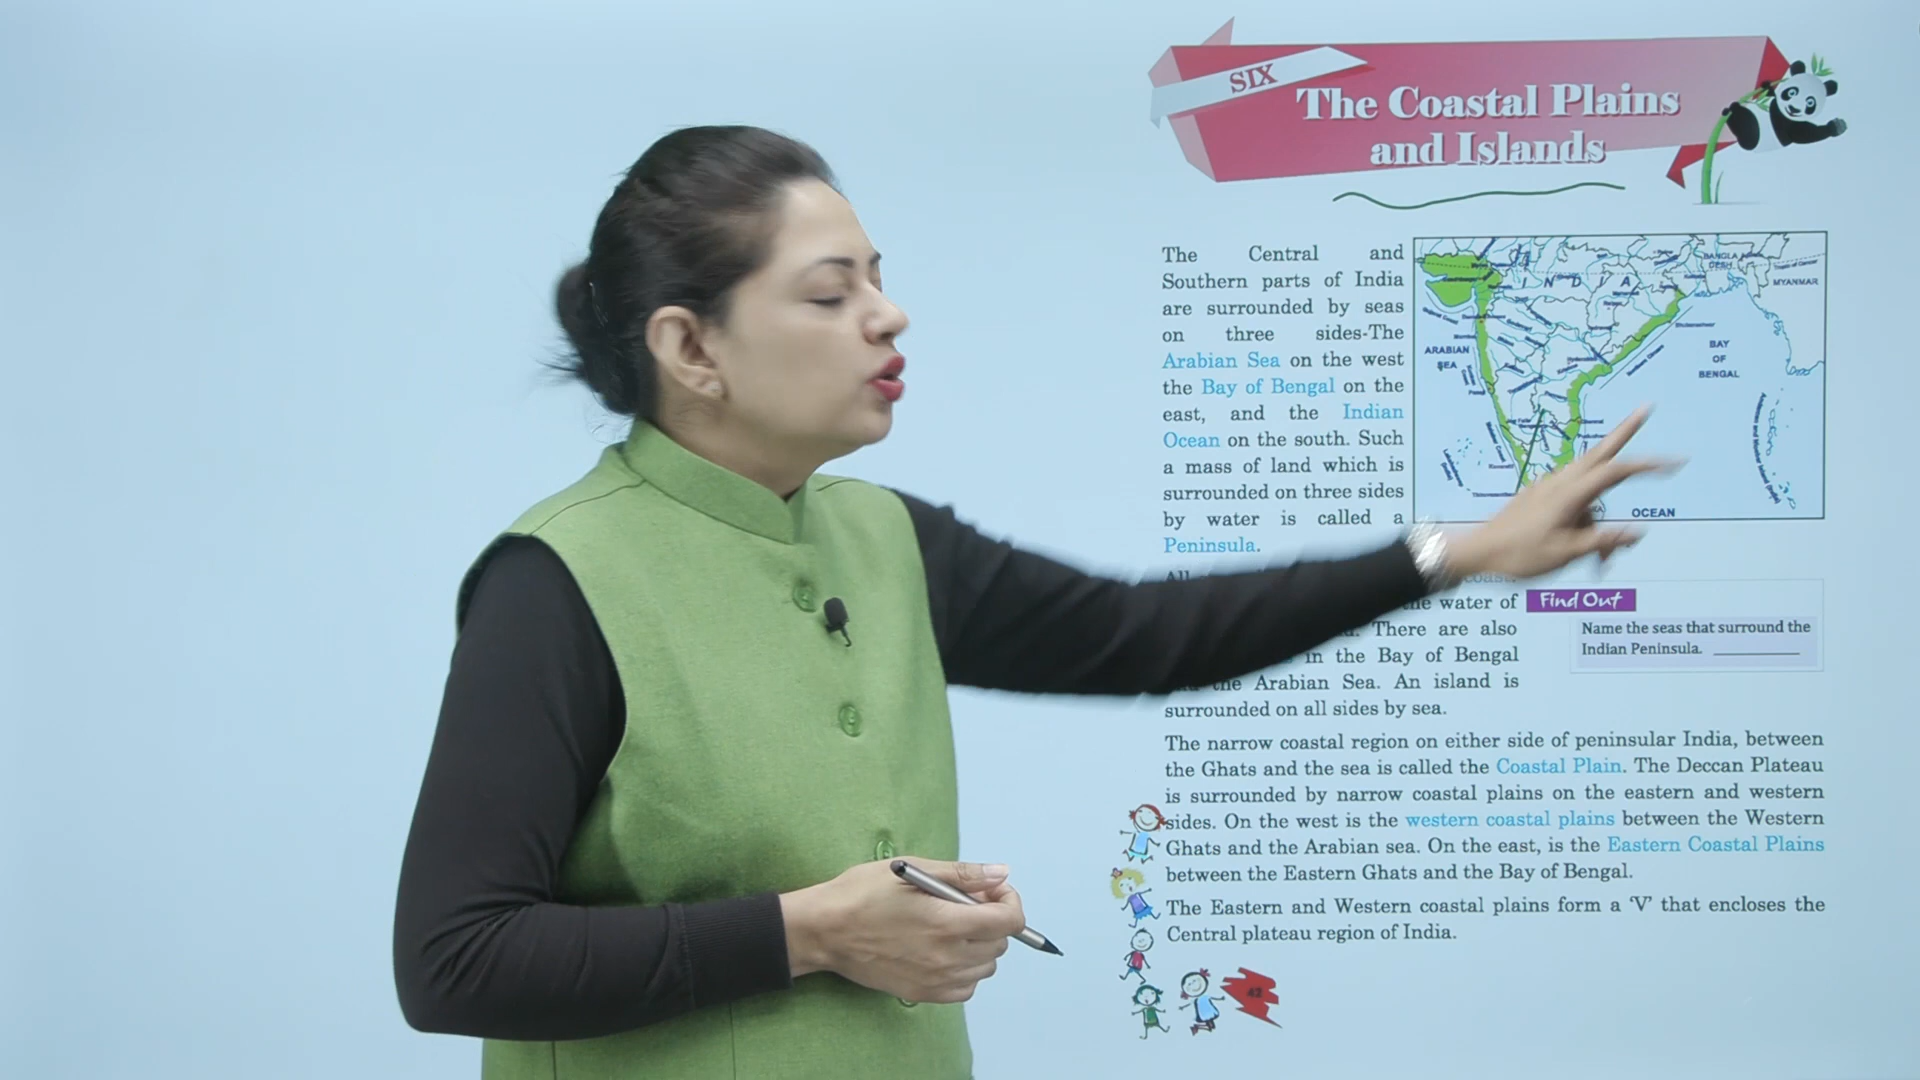 SIX
The Coastal Plains
and Islands
The Central and
Southern parts of India
are surrounded by seas
on three sides-The
Arabian Sea on the west
the Bay of Bengal on the
east, and the Indian
Ocean on the south. Such
a mass of land which is
surrounded on three sides
by water is called a
Peninsula.
BANGLA
DESH
MYANMAR
I N D I A
ARABIAN
SEA
BAY
OF
BENGAL
OCEAN
All coast.
the water of
There are also
in the Bay of Bengal
the Arabian Sea. An island is
surrounded on all sides by sea.
Find Out
Name the seas that surround the
Indian Peninsula.
The narrow coastal region on either side of peninsular India, between
the Ghats and the sea is called the Coastal Plain. The Deccan Plateau
is surrounded by narrow coastal plains on the eastern and western
sides. On the west is the western coastal plains between the Western
Ghats and the Arabian sea. On the east, is the Eastern Coastal Plains
between the Eastern Ghats and the Bay of Bengal.
The Eastern and Western coastal plains form a 'V' that encloses the
Central plateau region of India.
42